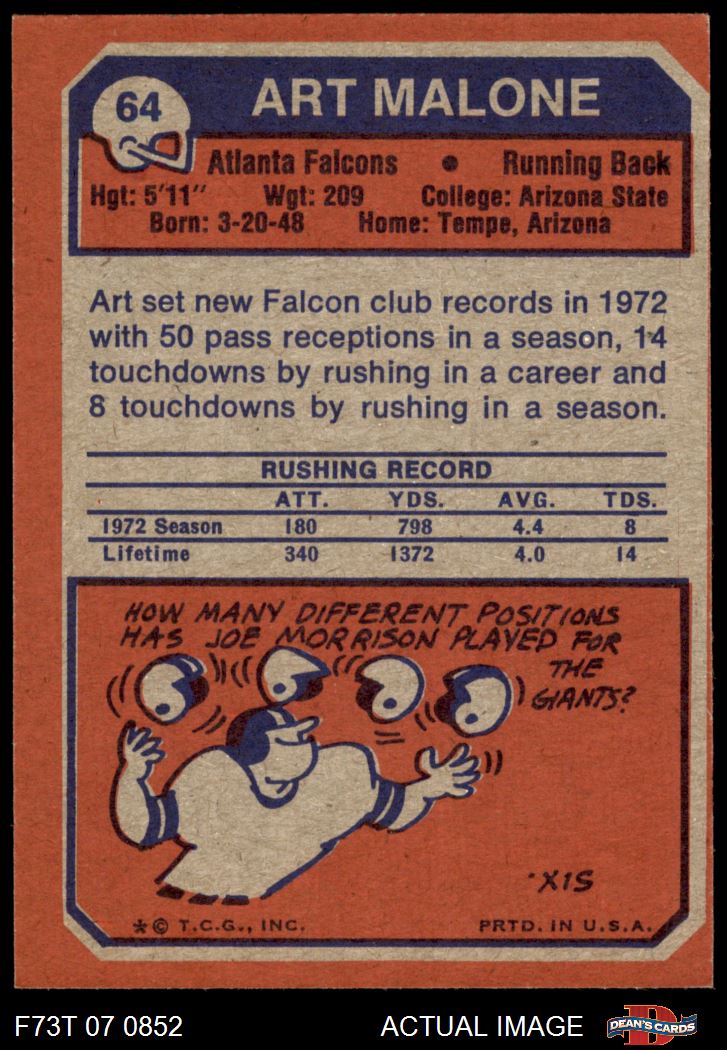 64
ART MALONE
Atlanta Falcons • Running Back
Hgt: 5'11" Wgt: 209 College: Arizona State
Born: 3-20-48 Home: Tempe, Arizona
Art set new Falcon club records in 1972
with 50 pass receptions in a season, 14
touchdowns by rushing in a career and
8 touchdowns by rushing in a season.
RUSHING RECORD
ATT. YDS. AVG. TDS.
1972 Season 180 798 4.4 8
Lifetime 340 1372 4.0 14
HOW MANY DIFFERENT POSITIONS
HAS JOE MORRISON PLAYED FOR
THE
GIANTS?
SIX.
*© T.C.G., INC. PRTD. IN U.S.A.
F73T 07 0852 ACTUAL IMAGE D DEAN'S CARDS